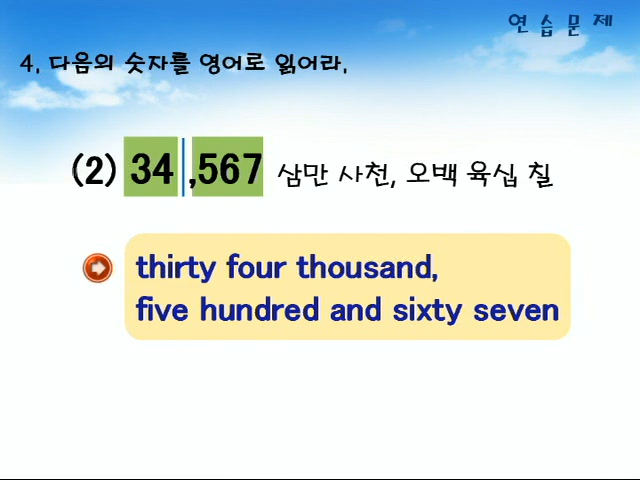 연 습 문 제
4. 다음의 숫자를 영어로 읽어라.
(2) 34,567 삼만 사천, 오백 육십 칠
thirty four thousand,
five hundred and sixty seven